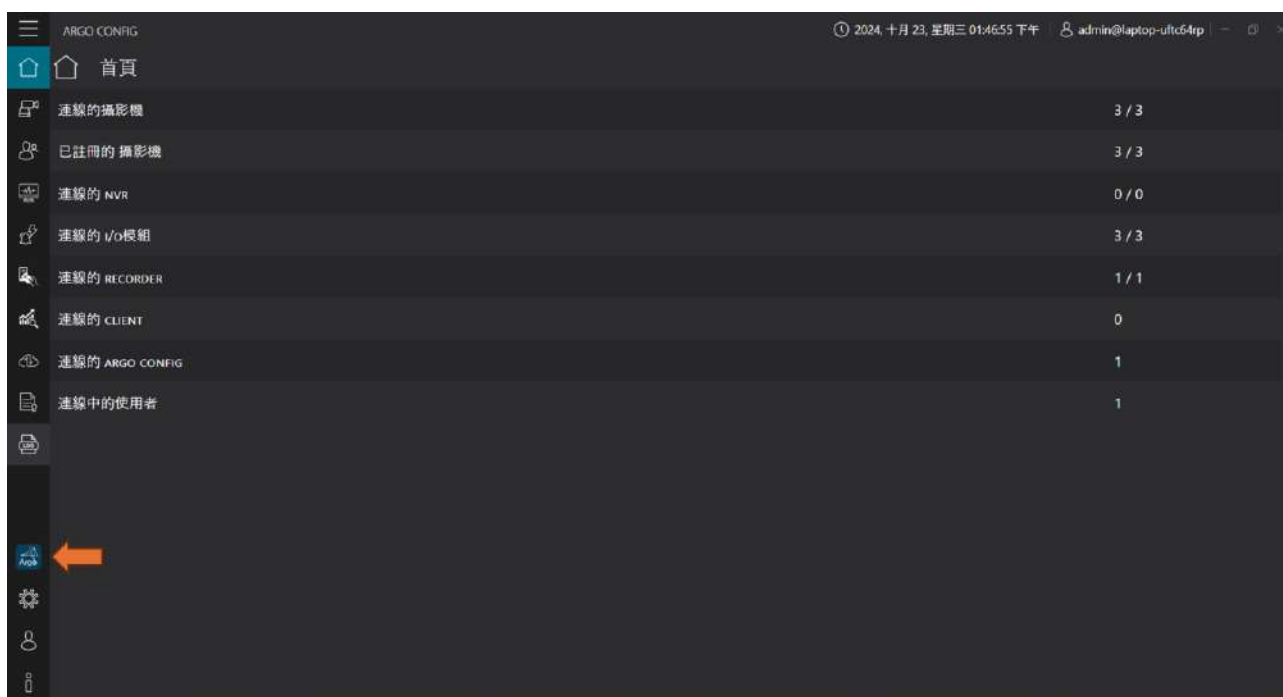 ARGO CONFIG
2024, 十月 23, 星期三 01:46:55 下午
admin@laptop-uftc64rp
首頁
連線的攝影機 3 / 3
已註冊的 攝影機 3 / 3
連線的 NVR 0 / 0
連線的 I/O模組 3 / 3
連線的 RECORDER 1 / 1
連線的 CLIENT 0
連線的 ARGO CONFIG 1
連線中的使用者 1
LOG
Argo